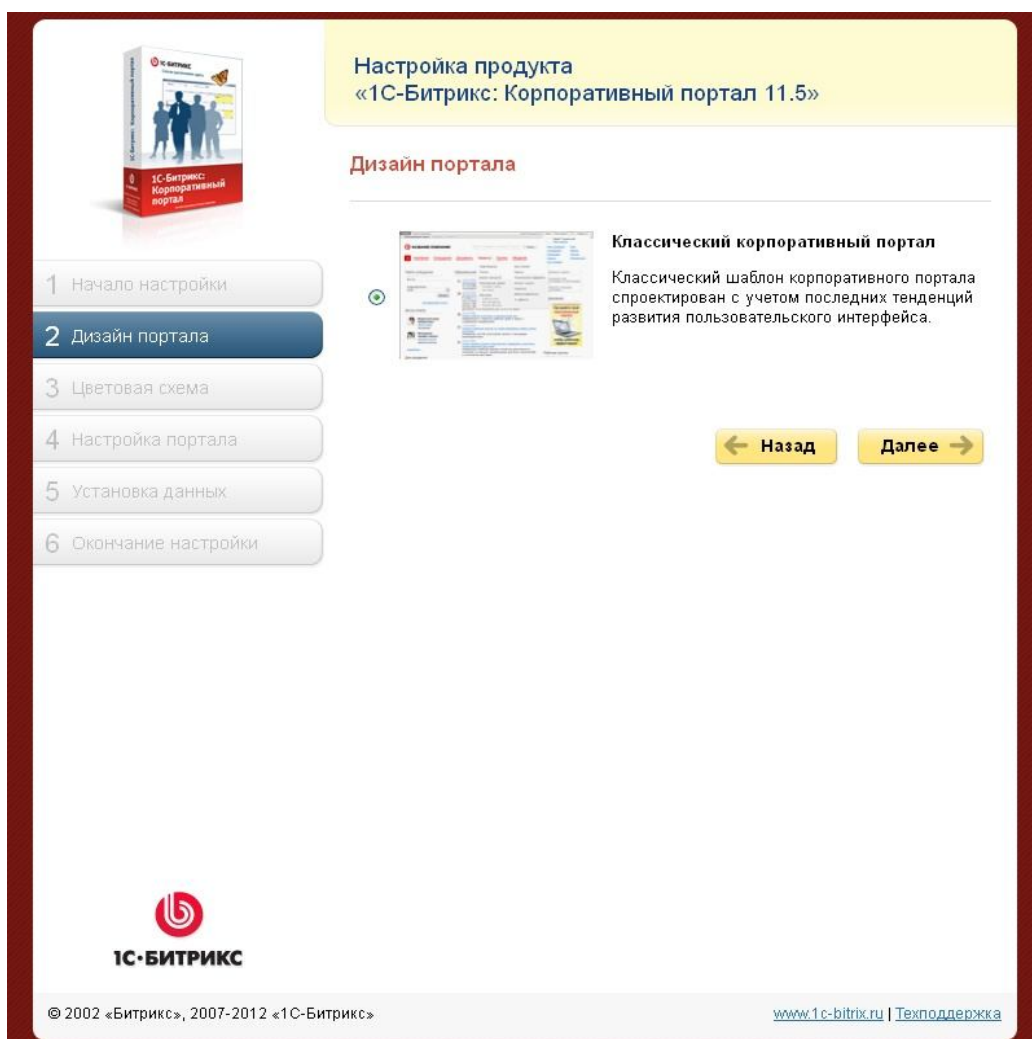 1С-БИТРИКС
1С-Битрикс:
Корпоративный
портал
Настройка продукта
«1С-Битрикс: Корпоративный портал 11.5»
Дизайн портала
Классический корпоративный портал
Классический шаблон корпоративного портала
спроектирован с учетом последних тенденций
развития пользовательского интерфейса.
1 Начало настройки
2 Дизайн портала
3 Цветовая схема
4 Настройка портала
5 Установка данных
6 Окончание настройки
Назад
Далее
1С·БИТРИКС
© 2002 «Битрикс», 2007-2012 «1С-Битрикс»
www.1c-bitrix.ru | Техподдержка